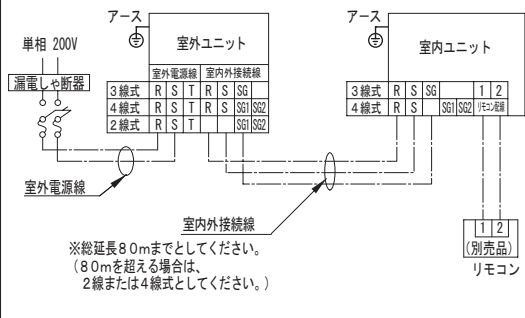 アース
アース
単相 200V
室外ユニット
室内ユニット
漏電しゃ断器
室外電源線 室内外接続線
3線式 R S T R S SG
4線式 R S T R S SG1 SG2
2線式 R S T SG1 SG2
3線式 R S SG 1 2
4線式 R S SG1 SG2 リモコン配線
室外電源線
室内外接続線
※総延長80mまでとしてください。
(80mを超える場合は、
2線または4線式としてください。)
1 2
(別売品)
リモコン